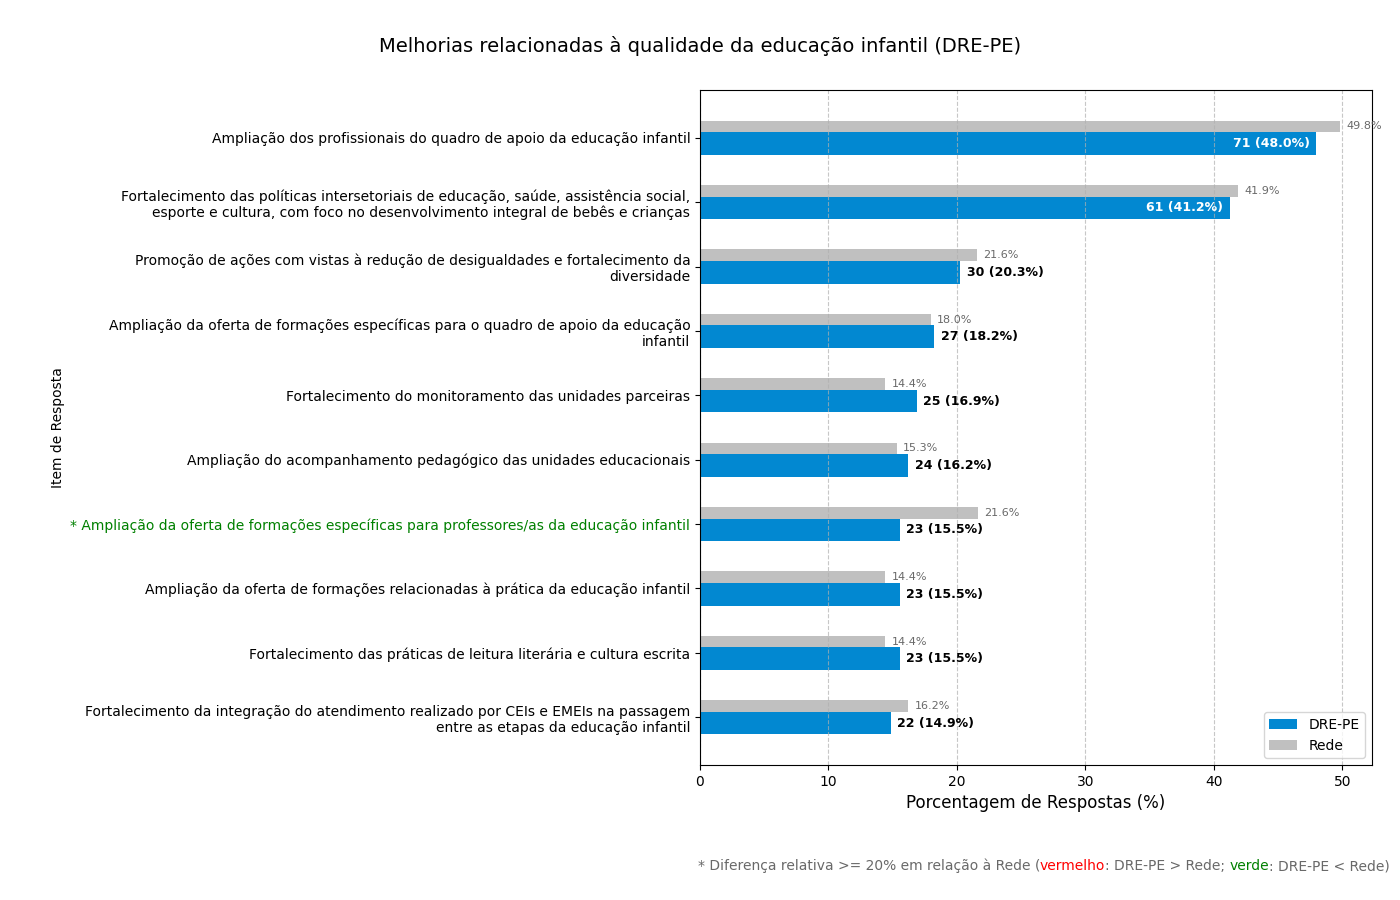 Melhorias relacionadas à qualidade da educação infantil (DRE-PE)
Ampliação dos profissionais do quadro de apoio da educação infantil
49.8%
71 (48.0%)
Fortalecimento das políticas intersetoriais de educação, saúde, assistência social,
esporte e cultura, com foco no desenvolvimento integral de bebês e crianças
41.9%
61 (41.2%)
Promoção de ações com vistas à redução de desigualdades e fortalecimento da
diversidade
21.6%
30 (20.3%)
Ampliação da oferta de formações específicas para o quadro de apoio da educação
infantil
18.0%
27 (18.2%)
Fortalecimento do monitoramento das unidades parceiras
14.4%
25 (16.9%)
Ampliação do acompanhamento pedagógico das unidades educacionais
15.3%
24 (16.2%)
* Ampliação da oferta de formações específicas para professores/as da educação infantil
21.6%
23 (15.5%)
Ampliação da oferta de formações relacionadas à prática da educação infantil
14.4%
23 (15.5%)
Fortalecimento das práticas de leitura literária e cultura escrita
14.4%
23 (15.5%)
Fortalecimento da integração do atendimento realizado por CEIs e EMEIs na passagem
entre as etapas da educação infantil
16.2%
22 (14.9%)
Item de Resposta
DRE-PE
Rede
0 10 20 30 40 50
Porcentagem de Respostas (%)
* Diferença relativa >= 20% em relação à Rede (vermelho: DRE-PE > Rede; verde: DRE-PE < Rede)